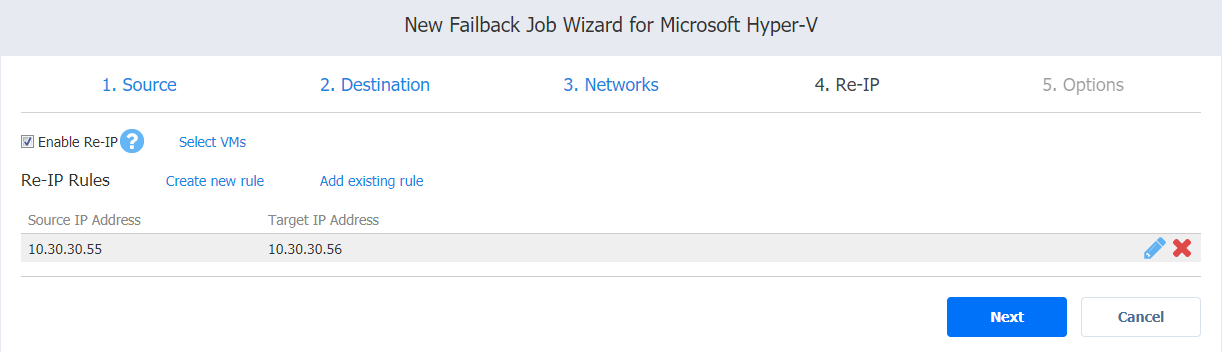 New Failback Job Wizard for Microsoft Hyper-V
1. Source 2. Destination 3. Networks 4. Re-IP 5. Options
Enable Re-IP ? Select VMs
Re-IP Rules Create new rule Add existing rule
Source IP Address Target IP Address
10.30.30.55 10.30.30.56
Next Cancel